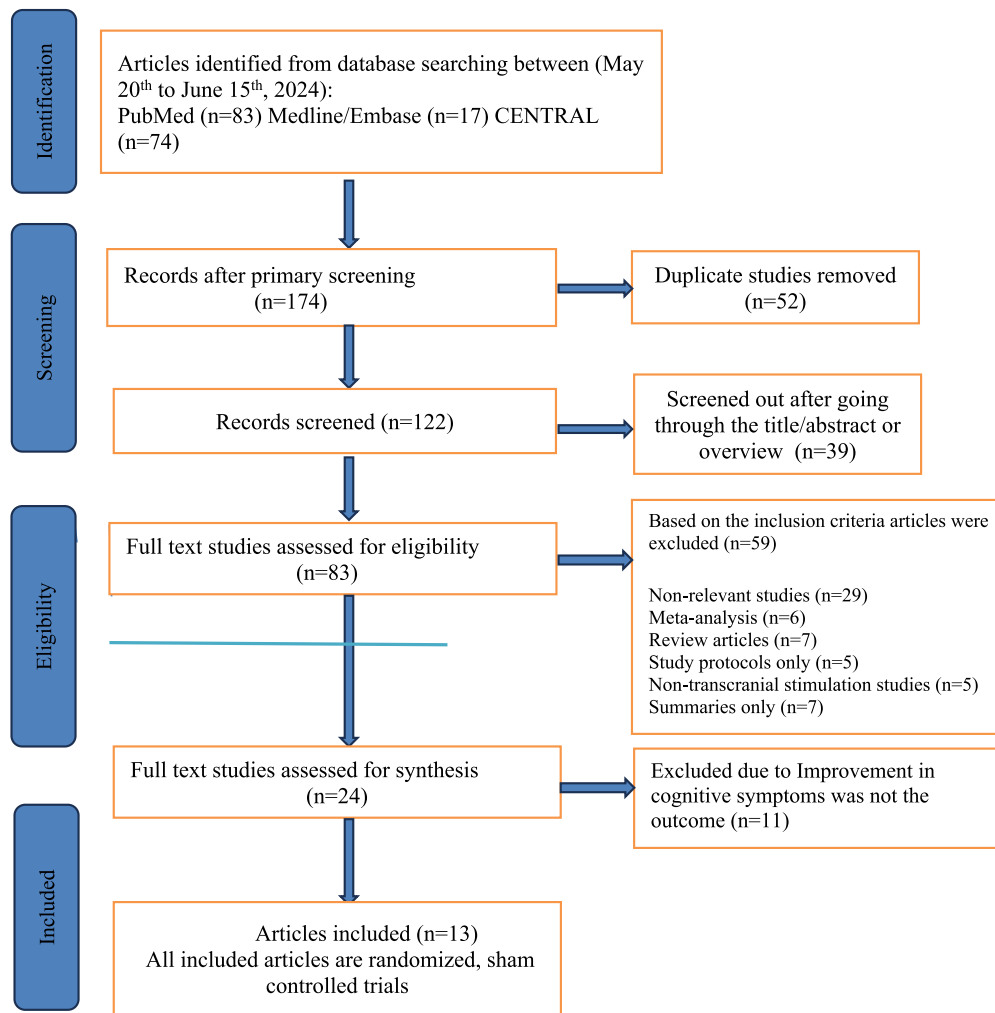 Identification
Articles identified from database searching between (May
20th to June 15th, 2024):
PubMed (n=83) Medline/Embase (n=17) CENTRAL
(n=74)
Screening
Records after primary screening
(n=174)
Duplicate studies removed
(n=52)
Records screened (n=122)
Screened out after going
through the title/abstract or
overview (n=39)
Eligibility
Full text studies assessed for eligibility
(n=83)
Based on the inclusion criteria articles were
excluded (n=59)
Non-relevant studies (n=29)
Meta-analysis (n=6)
Review articles (n=7)
Study protocols only (n=5)
Non-transcranial stimulation studies (n=5)
Summaries only (n=7)
Full text studies assessed for synthesis
(n=24)
Excluded due to Improvement in
cognitive symptoms was not the
outcome (n=11)
Included
Articles included (n=13)
All included articles are randomized, sham
controlled trials